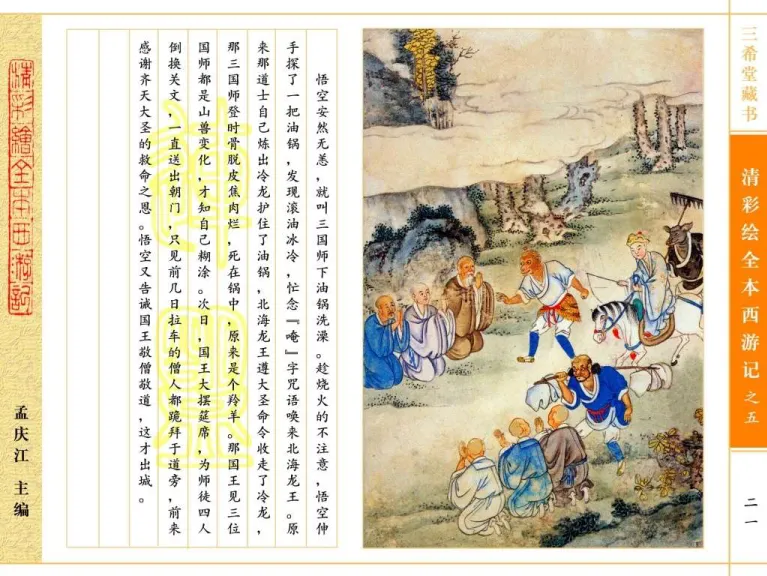 三希堂藏书
清彩绘全本西游记之五
二一
悟空安然无恙，就叫三国师下油锅洗澡。趁烧火的不注意，悟空伸
手探了一把油锅，发现滚油冰冷，忙念『唵』字咒语唤来北海龙王。原
来那道士自己炼出冷龙护住了油锅，北海龙王遵大圣命令收走了冷龙，
那三国师登时骨脱皮焦肉烂，死在锅中，原来是个羚羊。那国王见三位
国师都是山兽变化，才知自己糊涂。次日，国王大摆筵席，为师徒四人
倒换关文，一直送出朝门，只见前几日拉车的僧人都跪拜于道旁，前来
感谢齐天大圣的救命之恩。悟空又告诫国王敬僧敬道，这才出城。
清彩绘全本西游记
孟庆江 主编